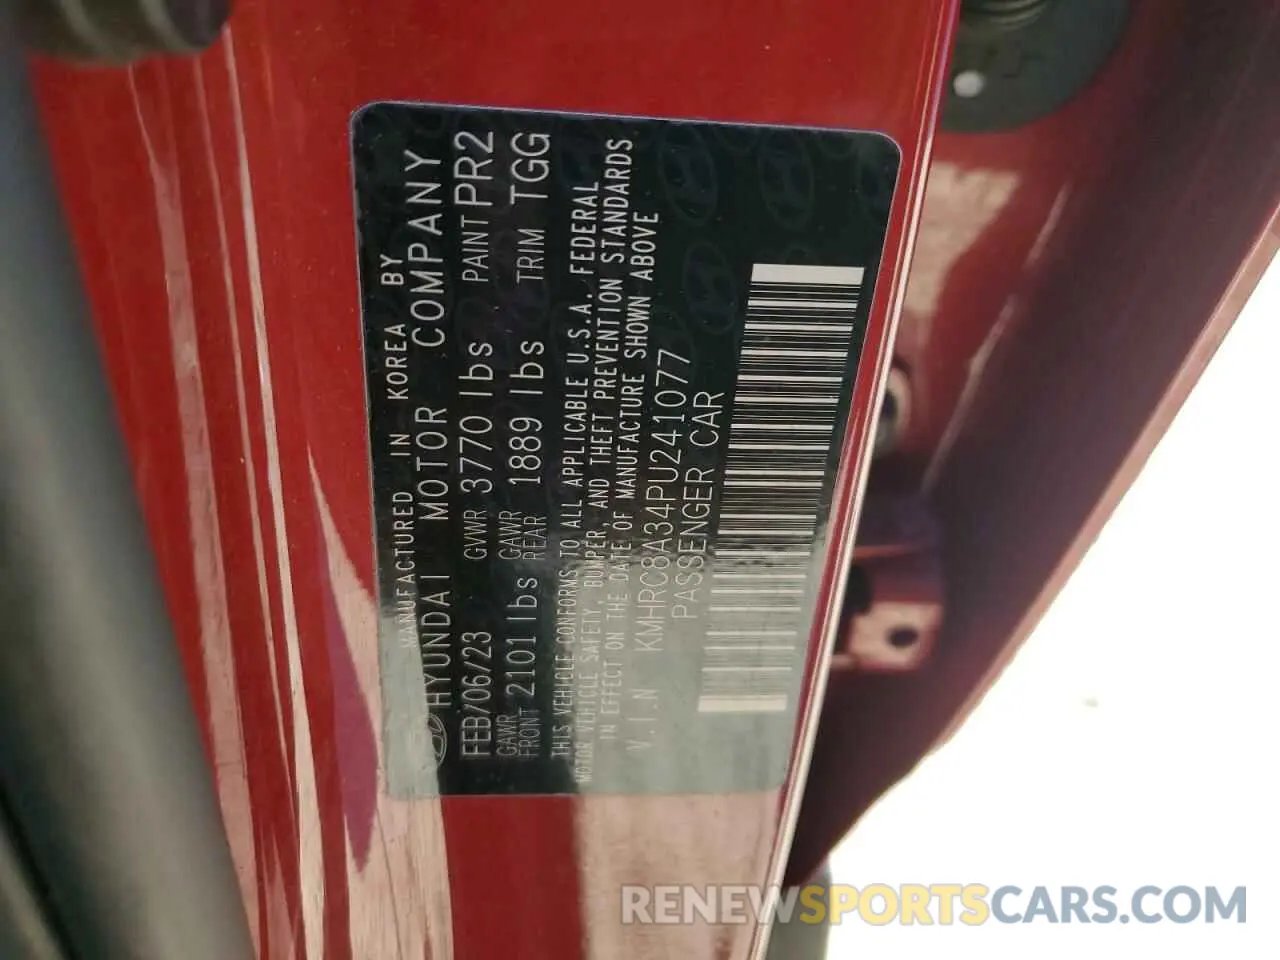 MANUFACTURED IN KOREA BY
HYUNDAI MOTOR COMPANY
FEB/06/23 GVWR 3770 lbs PAINT PR2
GAWR FRONT 2101 lbs GAWR REAR 1889 lbs TRIM TGG
THIS VEHICLE CONFORMS TO ALL APPLICABLE U.S.A. FEDERAL
MOTOR VEHICLE SAFETY, BUMPER, AND THEFT PREVENTION STANDARDS
IN EFFECT ON THE DATE OF MANUFACTURE SHOWN ABOVE
V.I.N KMHRC8A34PU241077
PASSENGER CAR
RENEWSPORTSCARS.COM